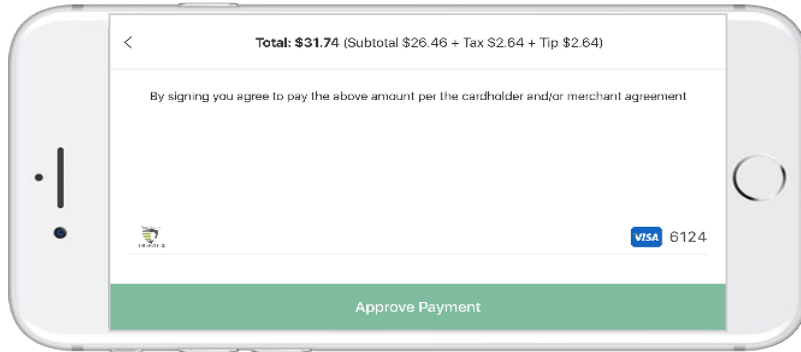 Total: $31.74 (Subtotal $26.46 + Tax $2.64 + Tip $2.64)
By signing you agree to pay the above amount per the cardholder and/or merchant agreement
VISA 6124
Approve Payment